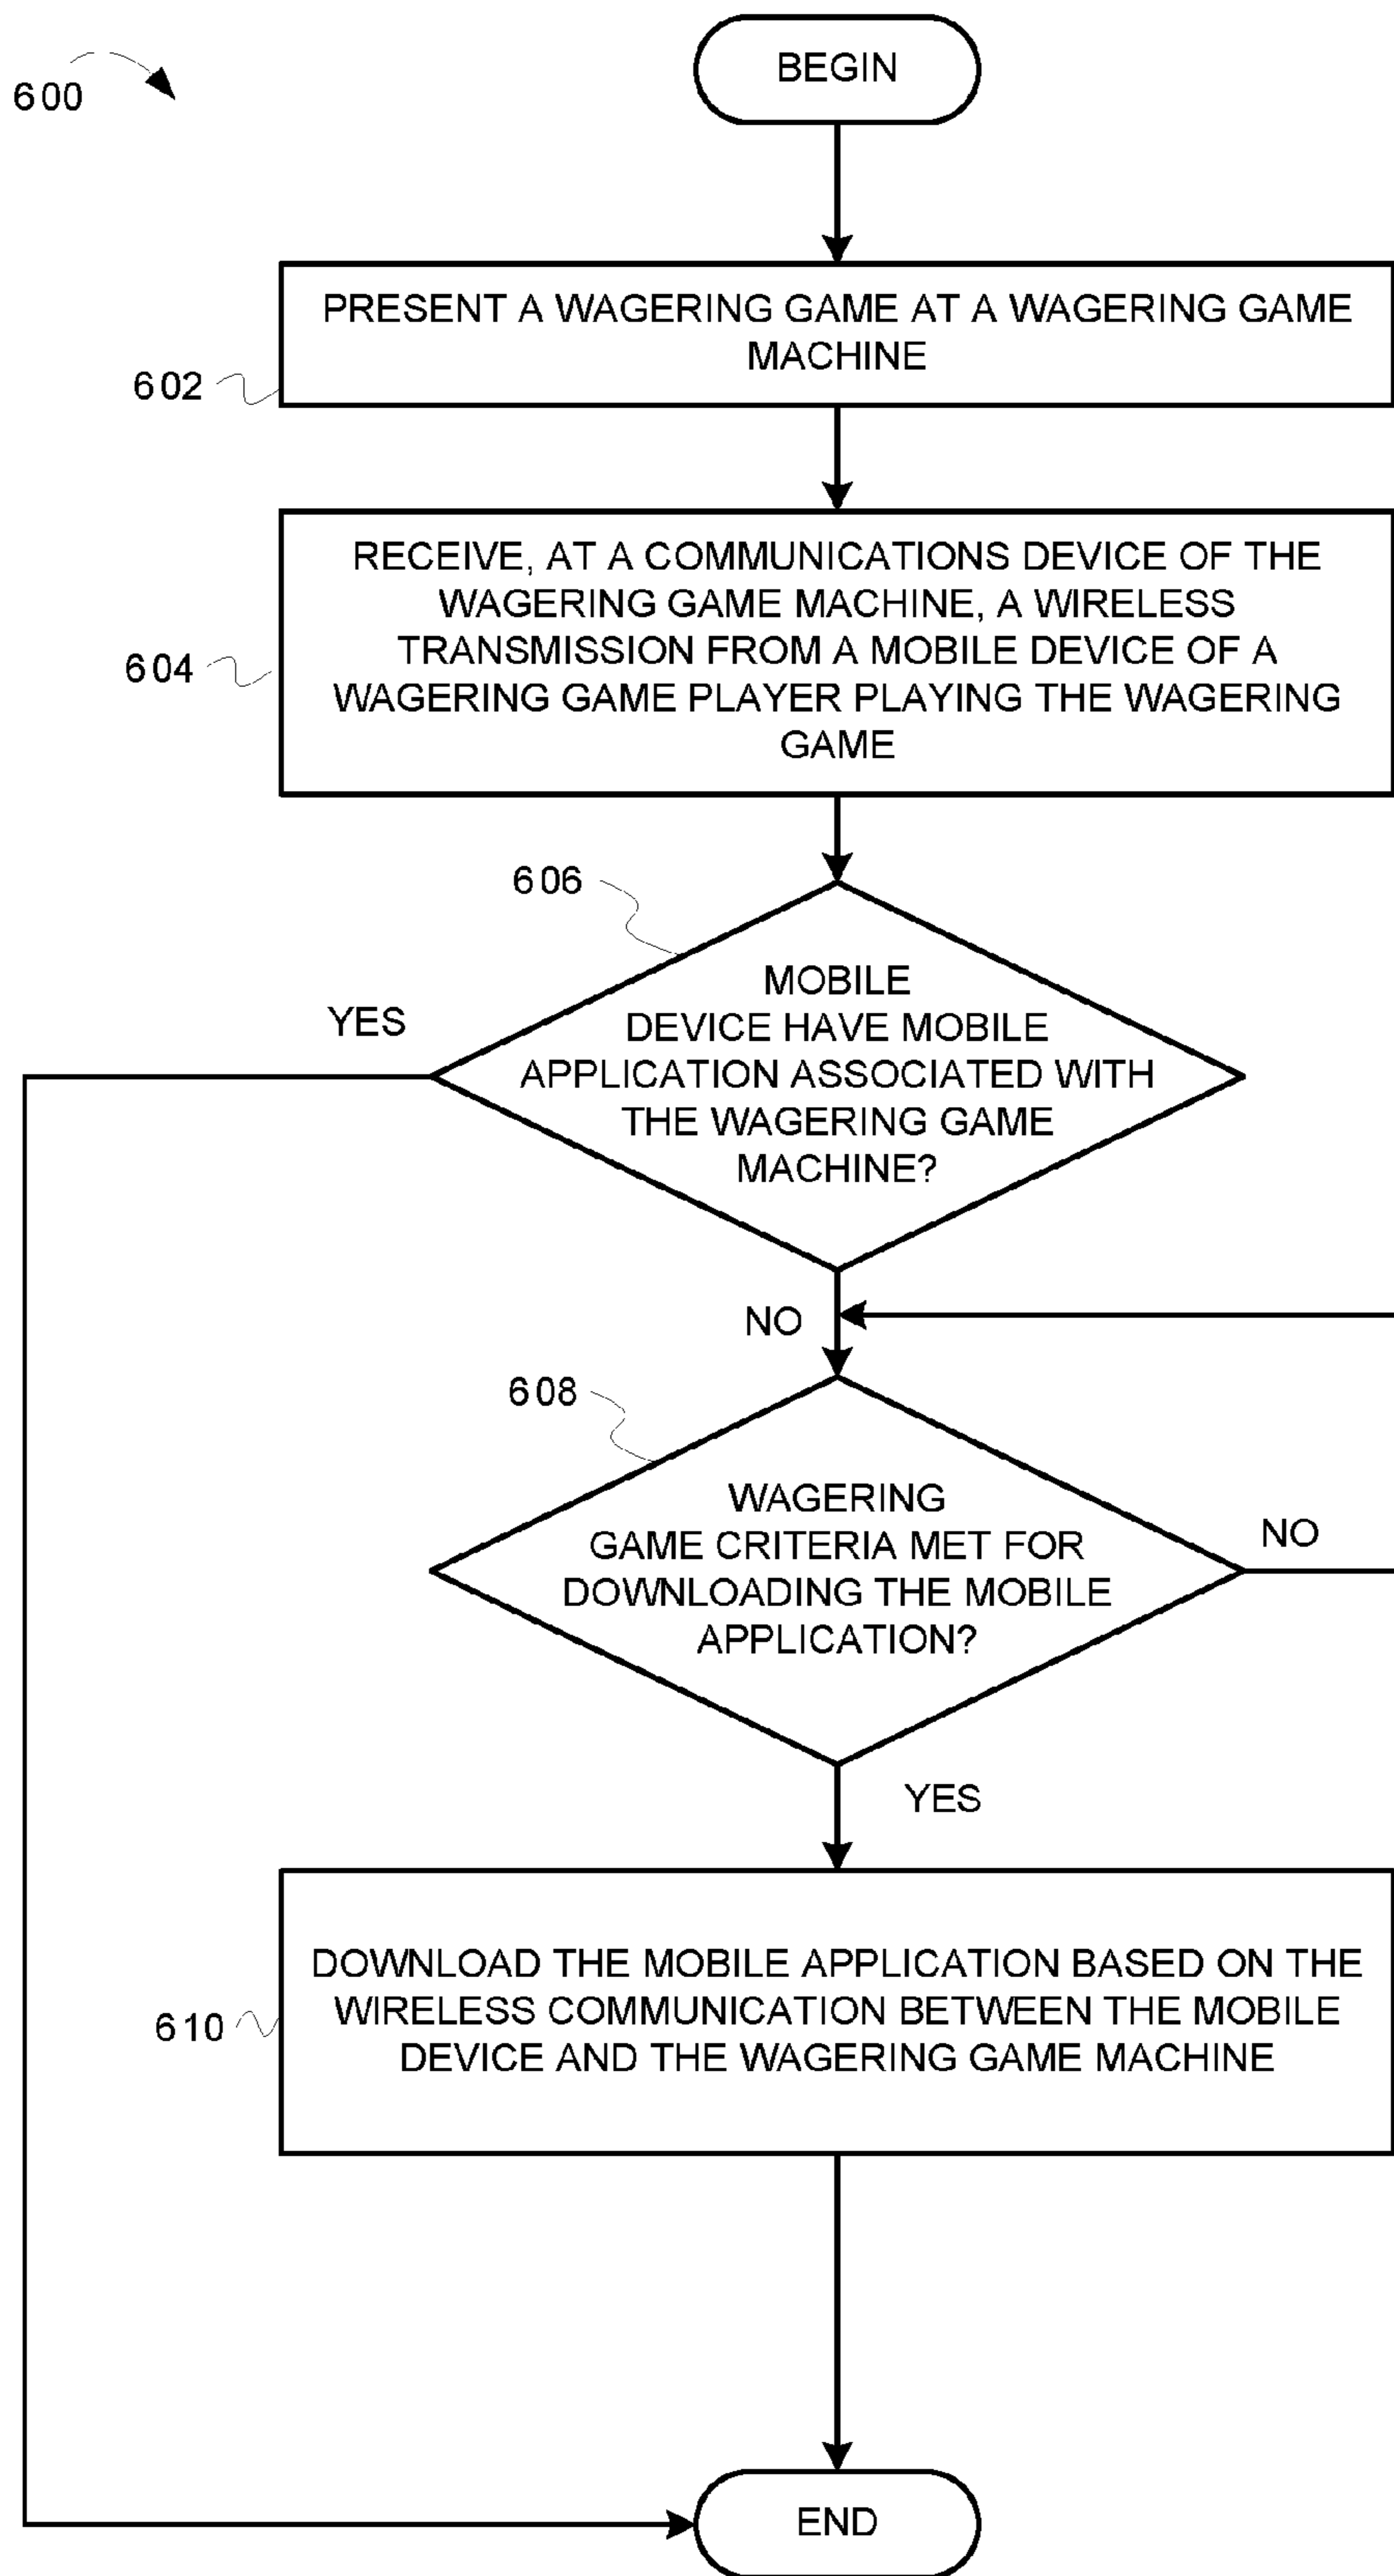 600
BEGIN
PRESENT A WAGERING GAME AT A WAGERING GAME
MACHINE
602
RECEIVE, AT A COMMUNICATIONS DEVICE OF THE
WAGERING GAME MACHINE, A WIRELESS
TRANSMISSION FROM A MOBILE DEVICE OF A
WAGERING GAME PLAYER PLAYING THE WAGERING
GAME
604
606
MOBILE
DEVICE HAVE MOBILE
APPLICATION ASSOCIATED WITH
THE WAGERING GAME
MACHINE?
YES
NO
608
WAGERING
GAME CRITERIA MET FOR
DOWNLOADING THE MOBILE
APPLICATION?
NO
YES
DOWNLOAD THE MOBILE APPLICATION BASED ON THE
WIRELESS COMMUNICATION BETWEEN THE MOBILE
DEVICE AND THE WAGERING GAME MACHINE
610
END